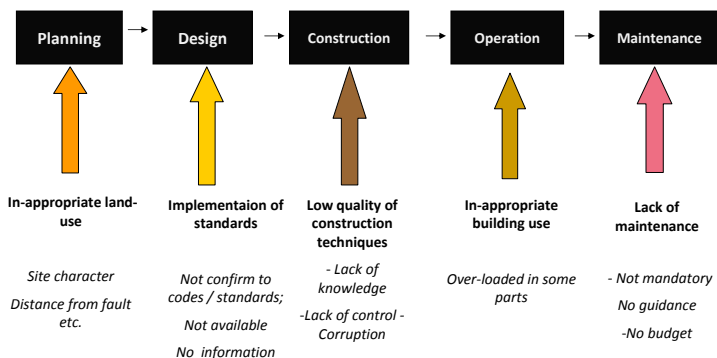 Planning
Design
Construction
Operation
Maintenance
In-appropriate land-
use
Site character
Distance from fault
etc.
Implementaion of
standards
Not confirm to
codes / standards;
Not available
No information
Low quality of
construction
techniques
- Lack of
knowledge
-Lack of control -
Corruption
In-appropriate
building use
Over-loaded in some
parts
Lack of
maintenance
- Not mandatory
No guidance
-No budget